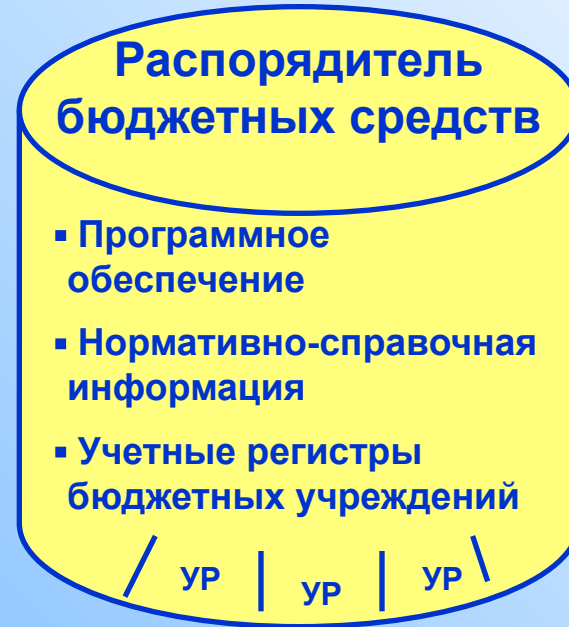 Распорядитель
бюджетных средств
▪ Программное
обеспечение
▪ Нормативно-справочная
информация
▪ Учетные регистры
бюджетных учреждений
УР УР УР